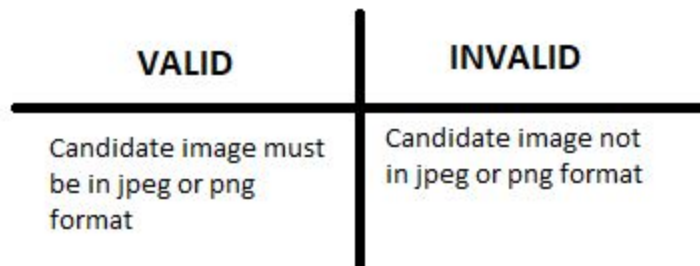 VALID
INVALID
Candidate image must
be in jpeg or png
format
Candidate image not
in jpeg or png format